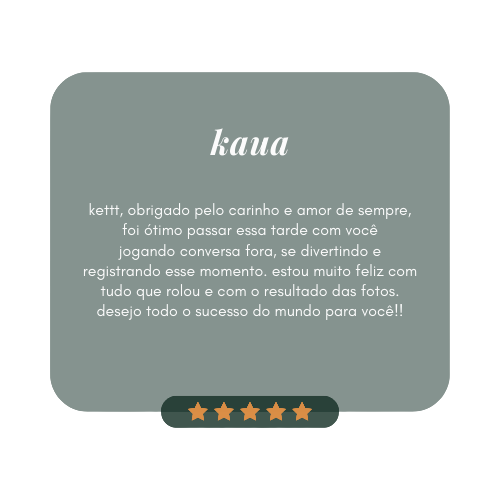 kaua
kettt, obrigado pelo carinho e amor de sempre,
foi ótimo passar essa tarde com você
jogando conversa fora, se divertindo e
registrando esse momento. estou muito feliz com
tudo que rolou e com o resultado das fotos.
desejo todo o sucesso do mundo para você!!